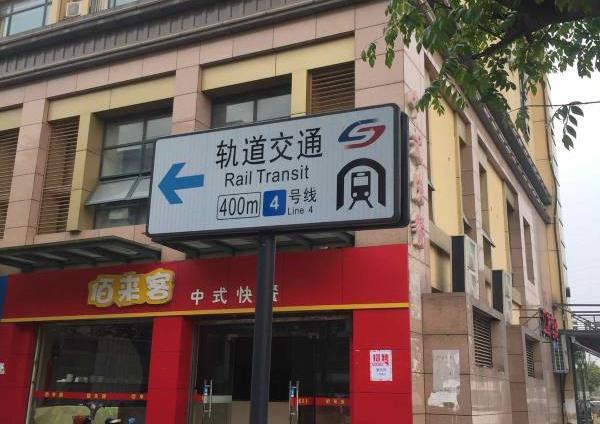 轨道交通
Rail Transit
400m 4 号线
Line 4
佰来客 中式快餐
招聘